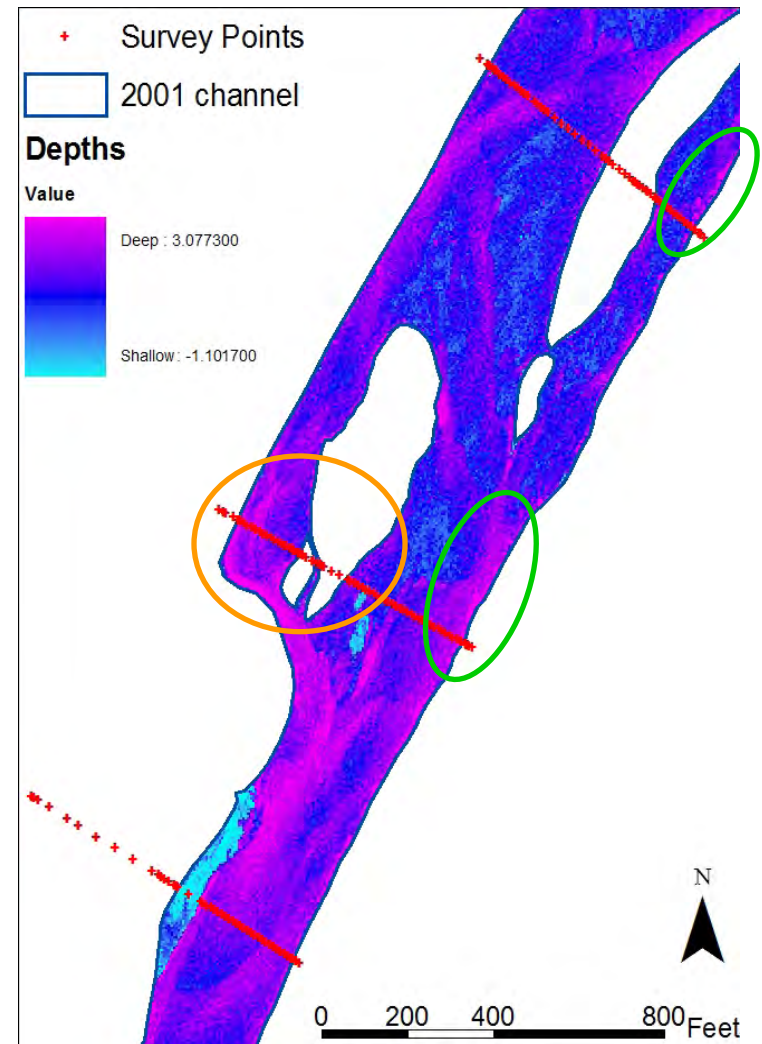 Survey Points
2001 channel
Depths
Value
Deep : 3.077300
Shallow : -1.101700
N
0 200 400 800 Feet